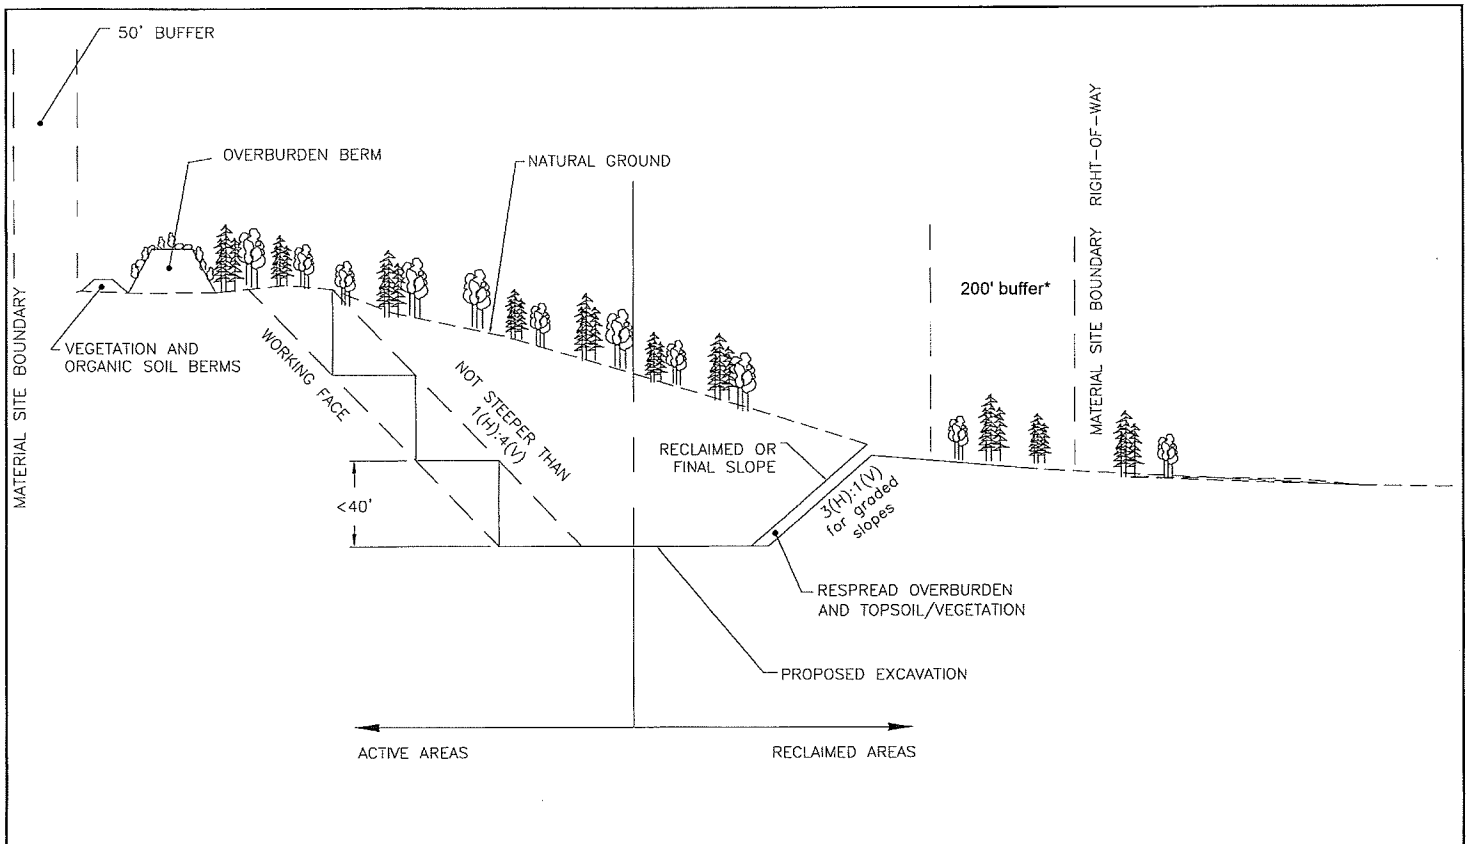 50' BUFFER
OVERBURDEN BERM
NATURAL GROUND
MATERIAL SITE BOUNDARY RIGHT-OF-WAY
200' buffer*
MATERIAL SITE BOUNDARY
VEGETATION AND
ORGANIC SOIL BERMS
WORKING FACE
NOT STEEPER THAN
1(H):4(V)
RECLAIMED OR
FINAL SLOPE
3(H):1(V)
for graded
slopes
<40'
RESPREAD OVERBURDEN
AND TOPSOIL/VEGETATION
PROPOSED EXCAVATION
ACTIVE AREAS
RECLAIMED AREAS